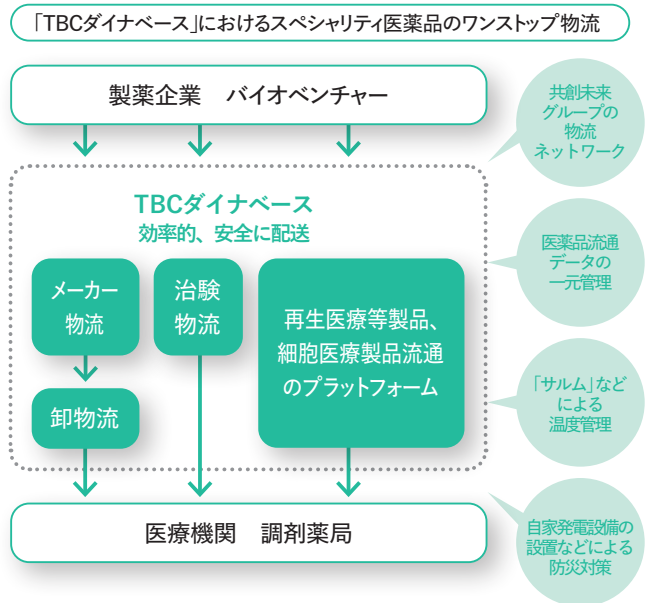 「TBCダイナベース」におけるスペシャリティ医薬品のワンストップ物流
製薬企業　バイオベンチャー
共創未来
グループの
物流
ネットワーク
TBCダイナベース
効率的、安全に配送
医薬品流通
データの
一元管理
メーカー
物流
治験
物流
再生医療等製品、
細胞医療製品流通
のプラットフォーム
卸物流
「サルム」など
による
温度管理
医療機関　調剤薬局
自家発電設備の
設置などによる
防災対策